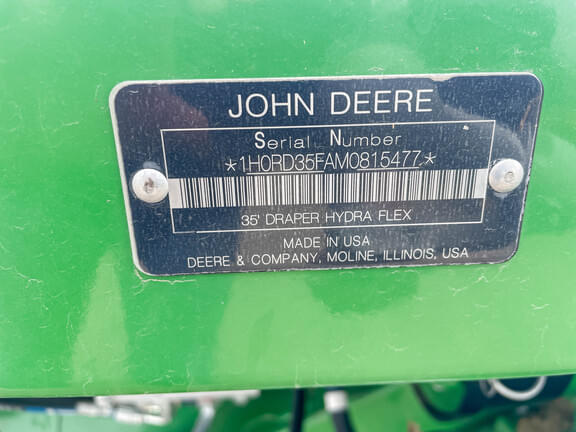 JOHN DEERE
Serial Number
*1H0RD35FAM0815477*
35' DRAPER HYDRA FLEX
MADE IN USA
DEERE & COMPANY, MOLINE, ILLINOIS, USA